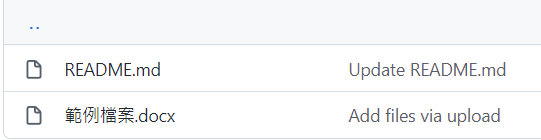 ..
README.md Update README.md
範例檔案.docx Add files via upload